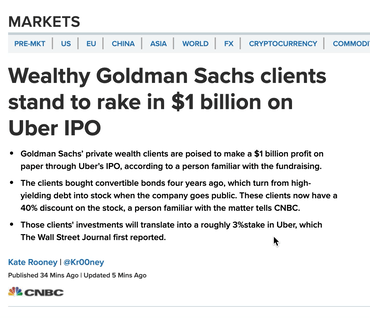 MARKETS
PRE-MKT US EU CHINA ASIA WORLD FX CRYPTOCURRENCY COMMODI
Wealthy Goldman Sachs clients
stand to rake in $1 billion on
Uber IPO
• Goldman Sachs' private wealth clients are poised to make a $1 billion profit on
paper through Uber's IPO, according to a person familiar with the fundraising.
• The clients bought convertible bonds four years ago, which turn from high-
yielding debt into stock when the company goes public. These clients now have a
40% discount on the stock, a person familiar with the matter tells CNBC.
• Those clients' investments will translate into a roughly 3%stake in Uber, which
The Wall Street Journal first reported.
Kate Rooney | @Kr00ney
Published 34 Mins Ago | Updated 5 Mins Ago
CNBC